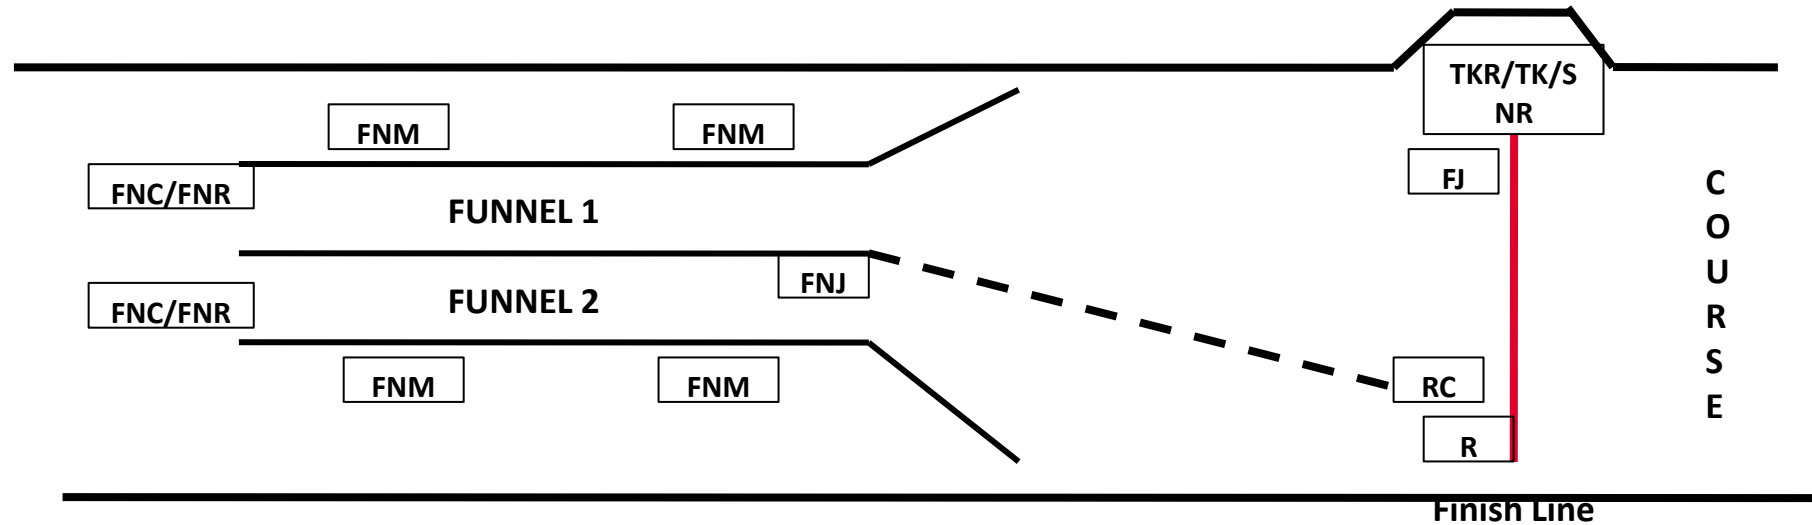 TKR/TK/S
NR
FNM
FNM
FJ
FNC/FNR
FUNNEL 1
FNJ
FUNNEL 2
FNC/FNR
FNM
FNM
RC
R
C
O
U
R
S
E
Finish Line